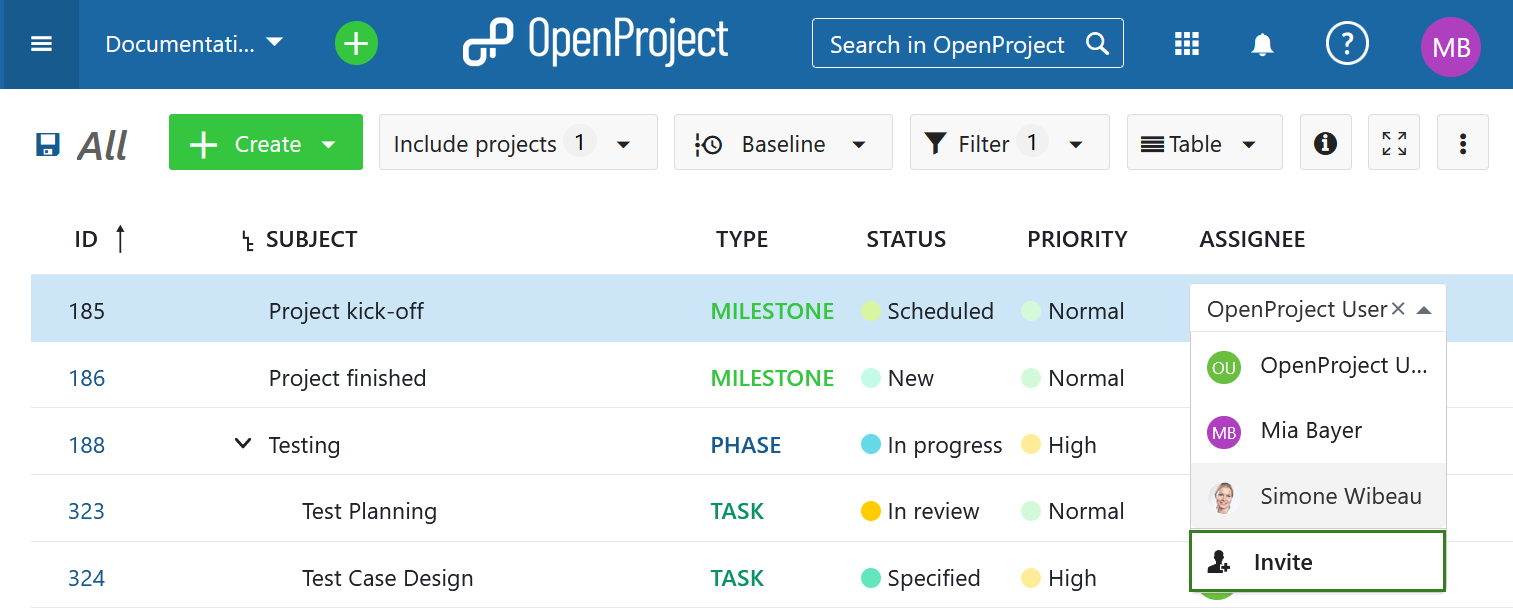 Documentati... OpenProject Search in OpenProject ? MB
All Create Include projects 1 Baseline Filter 1 Table
ID SUBJECT TYPE STATUS PRIORITY ASSIGNEE
185 Project kick-off MILESTONE Scheduled Normal OpenProject User
186 Project finished MILESTONE New Normal OU OpenProject U...
188 Testing PHASE In progress High MB Mia Bayer
323 Test Planning TASK In review Normal Simone Wibeau
324 Test Case Design TASK Specified High Invite